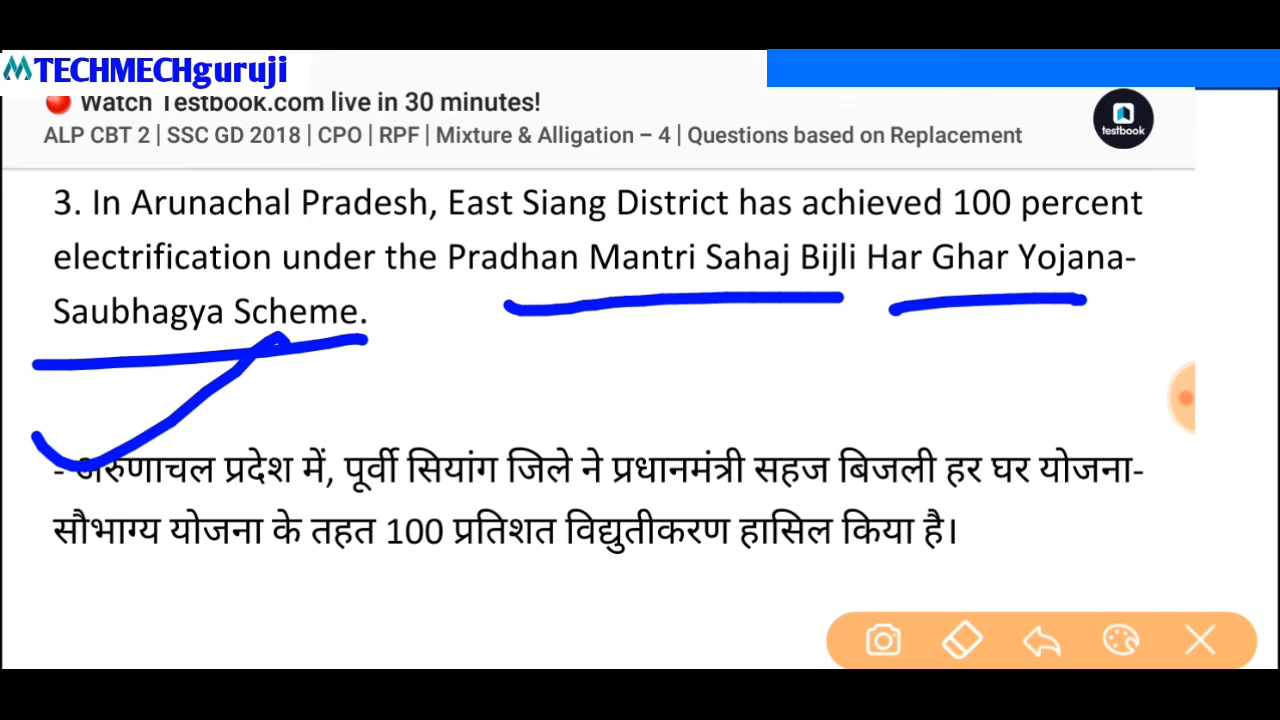 TECHMECHguruji
Watch Testbook.com live in 30 minutes!
ALP CBT 2 | SSC GD 2018 | CPO | RPF | Mixture & Alligation – 4 | Questions based on Replacement
testbook
3. In Arunachal Pradesh, East Siang District has achieved 100 percent
electrification under the Pradhan Mantri Sahaj Bijli Har Ghar Yojana-
Saubhagya Scheme.
- अरुणाचल प्रदेश में, पूर्वी सियांग जिले ने प्रधानमंत्री सहज बिजली हर घर योजना-
सौभाग्य योजना के तहत 100 प्रतिशत विद्युतीकरण हासिल किया है।